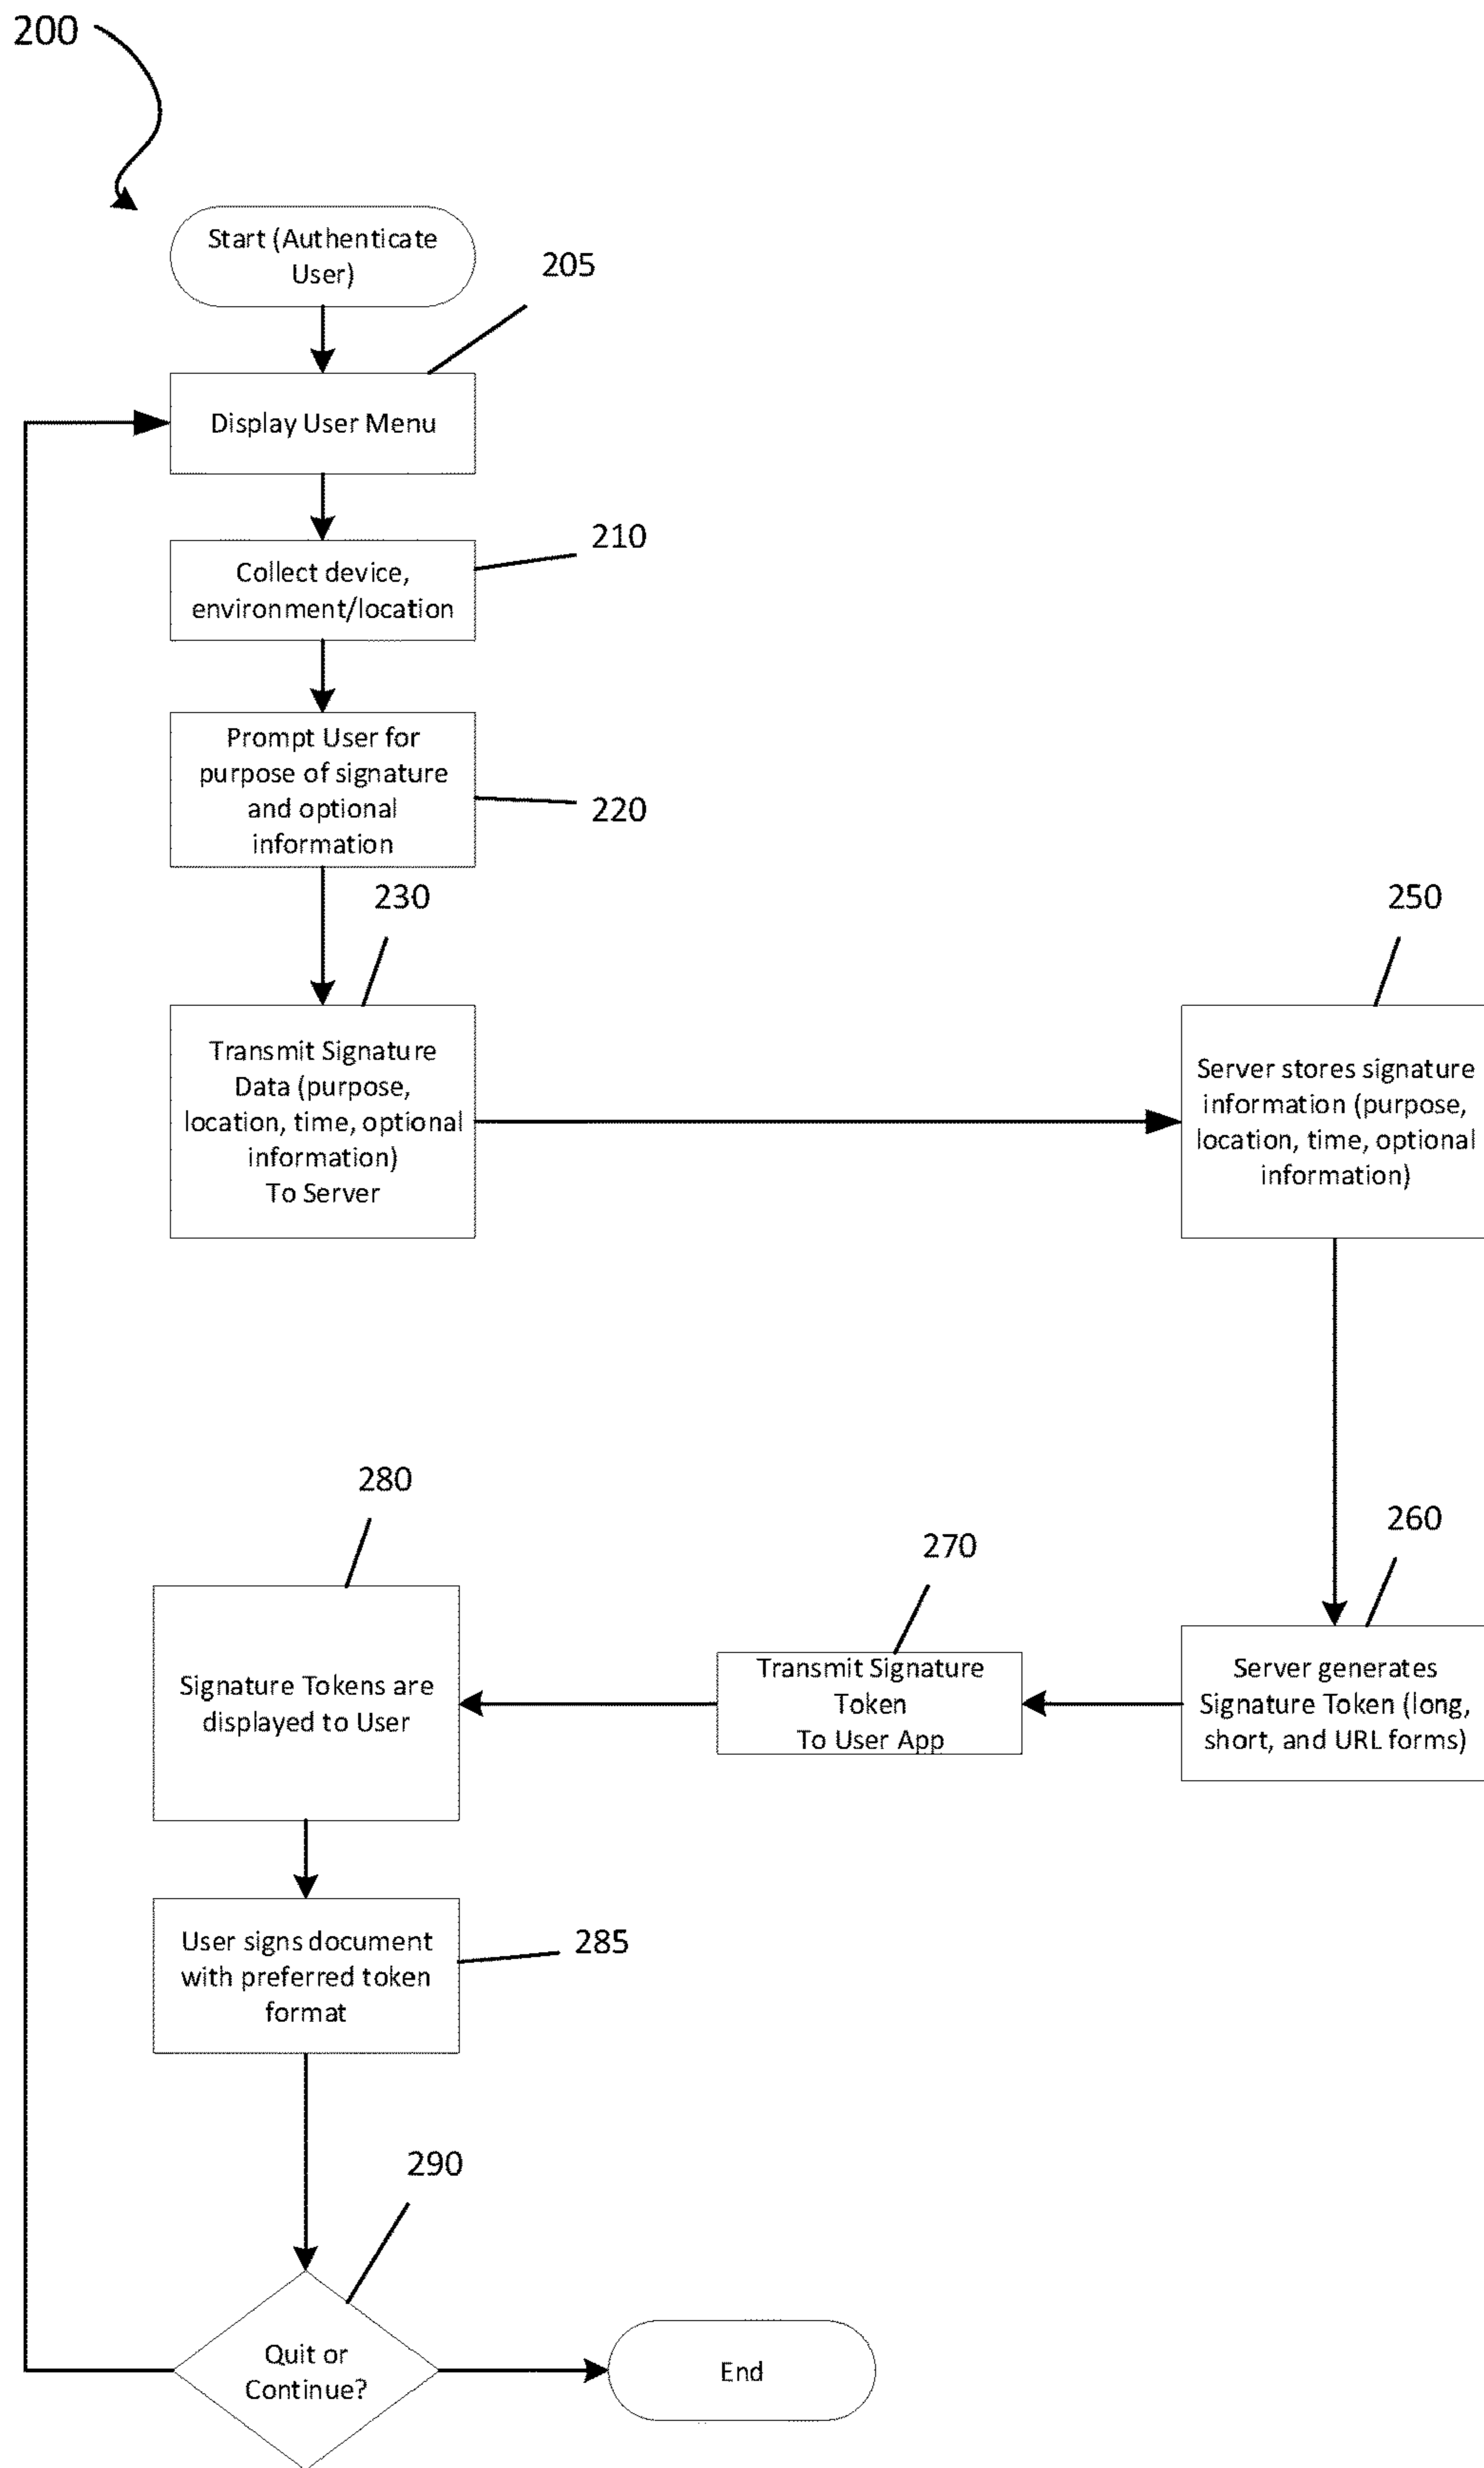 200
Start (Authenticate
User)
205
Display User Menu
210
Collect device,
environment/location
Prompt User for
purpose of signature
and optional
information
220
230
Transmit Signature
Data (purpose,
location, time, optional
information)
To Server
250
Server stores signature
information (purpose,
location, time, optional
information)
260
Server generates
Signature Token (long,
short, and URL forms)
270
Transmit Signature
Token
To User App
280
Signature Tokens are
displayed to User
User signs document
with preferred token
format
285
290
Quit or
Continue?
End